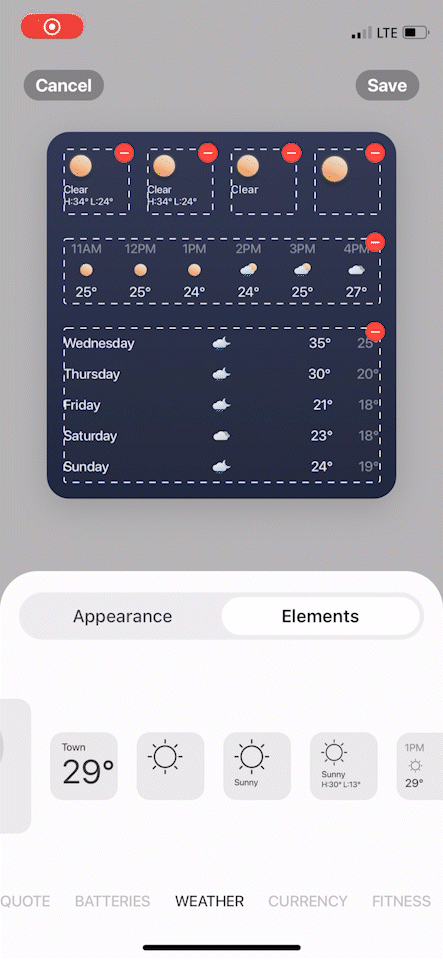 LTE
Cancel Save
Clear Clear Clear
H:34° L:24° H:34° L:24°
11AM 12PM 1PM 2PM 3PM 4PM
25° 25° 24° 24° 25° 27°
Wednesday 35° 25°
Thursday 30° 20°
Friday 21° 18°
Saturday 23° 18°
Sunday 24° 19°
Appearance Elements
Town
29°
Sunny
Sunny
H:30° L:13°
1PM
29°
QUOTE BATTERIES WEATHER CURRENCY FITNESS